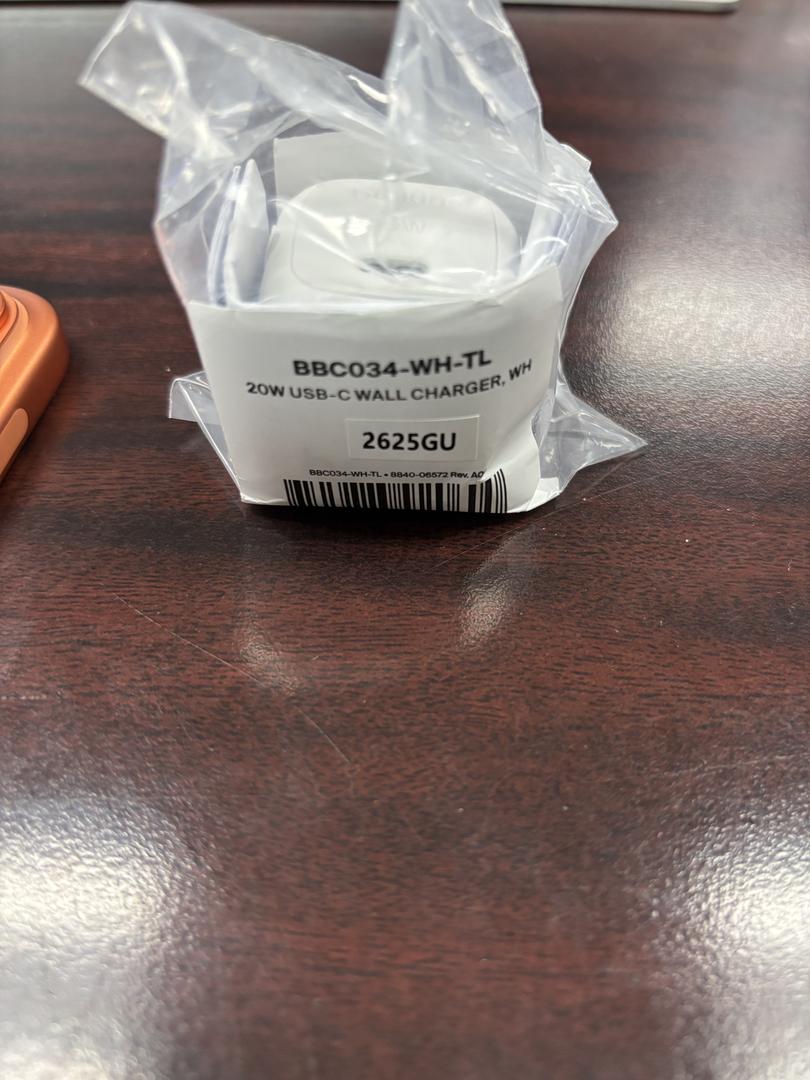 BBC034-WH-TL
20W USB-C WALL CHARGER, WH
2625GU
BBC034-WH-TL • 8840-06572 Rev. A0